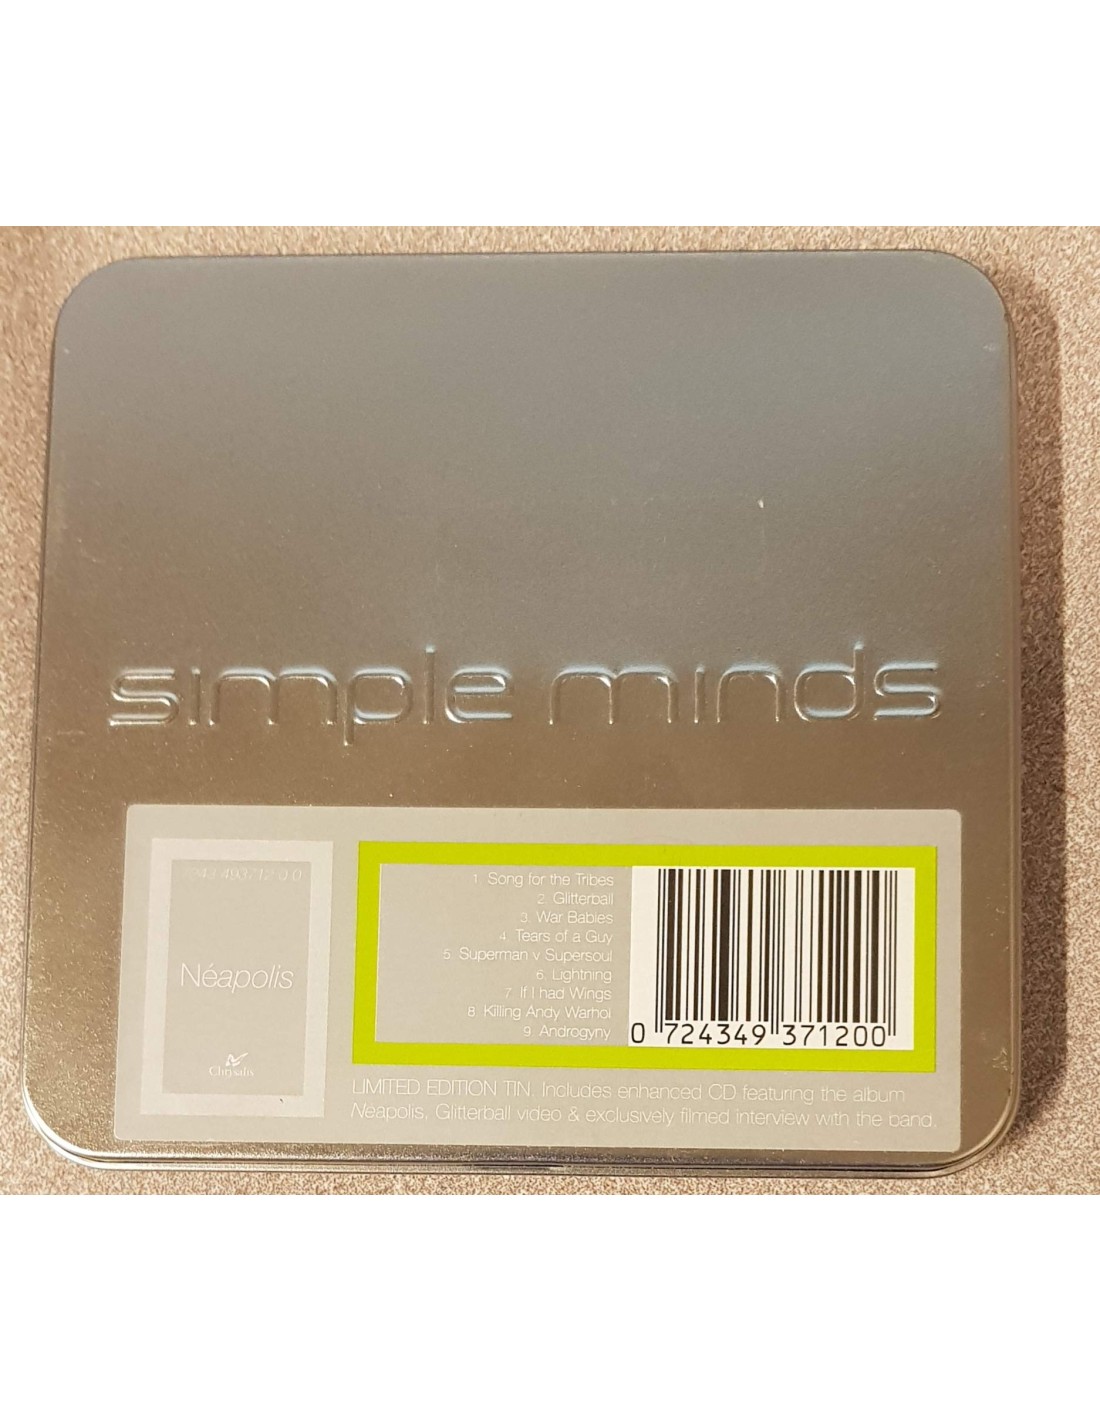 simple minds
Néapolis
Chrysalis
1. Song for the Tribes
2. Glitterball
3. War Babies
4. Tears of a Guy
5. Superman v Supersoul
6. Lightning
7. If I had Wings
8. Killing Andy Warhol
9. Androgyny
0 724349 371200
LIMITED EDITION TIN. Includes enhanced CD featuring the album
Néapolis, Glitterball video & exclusively filmed interview with the band.